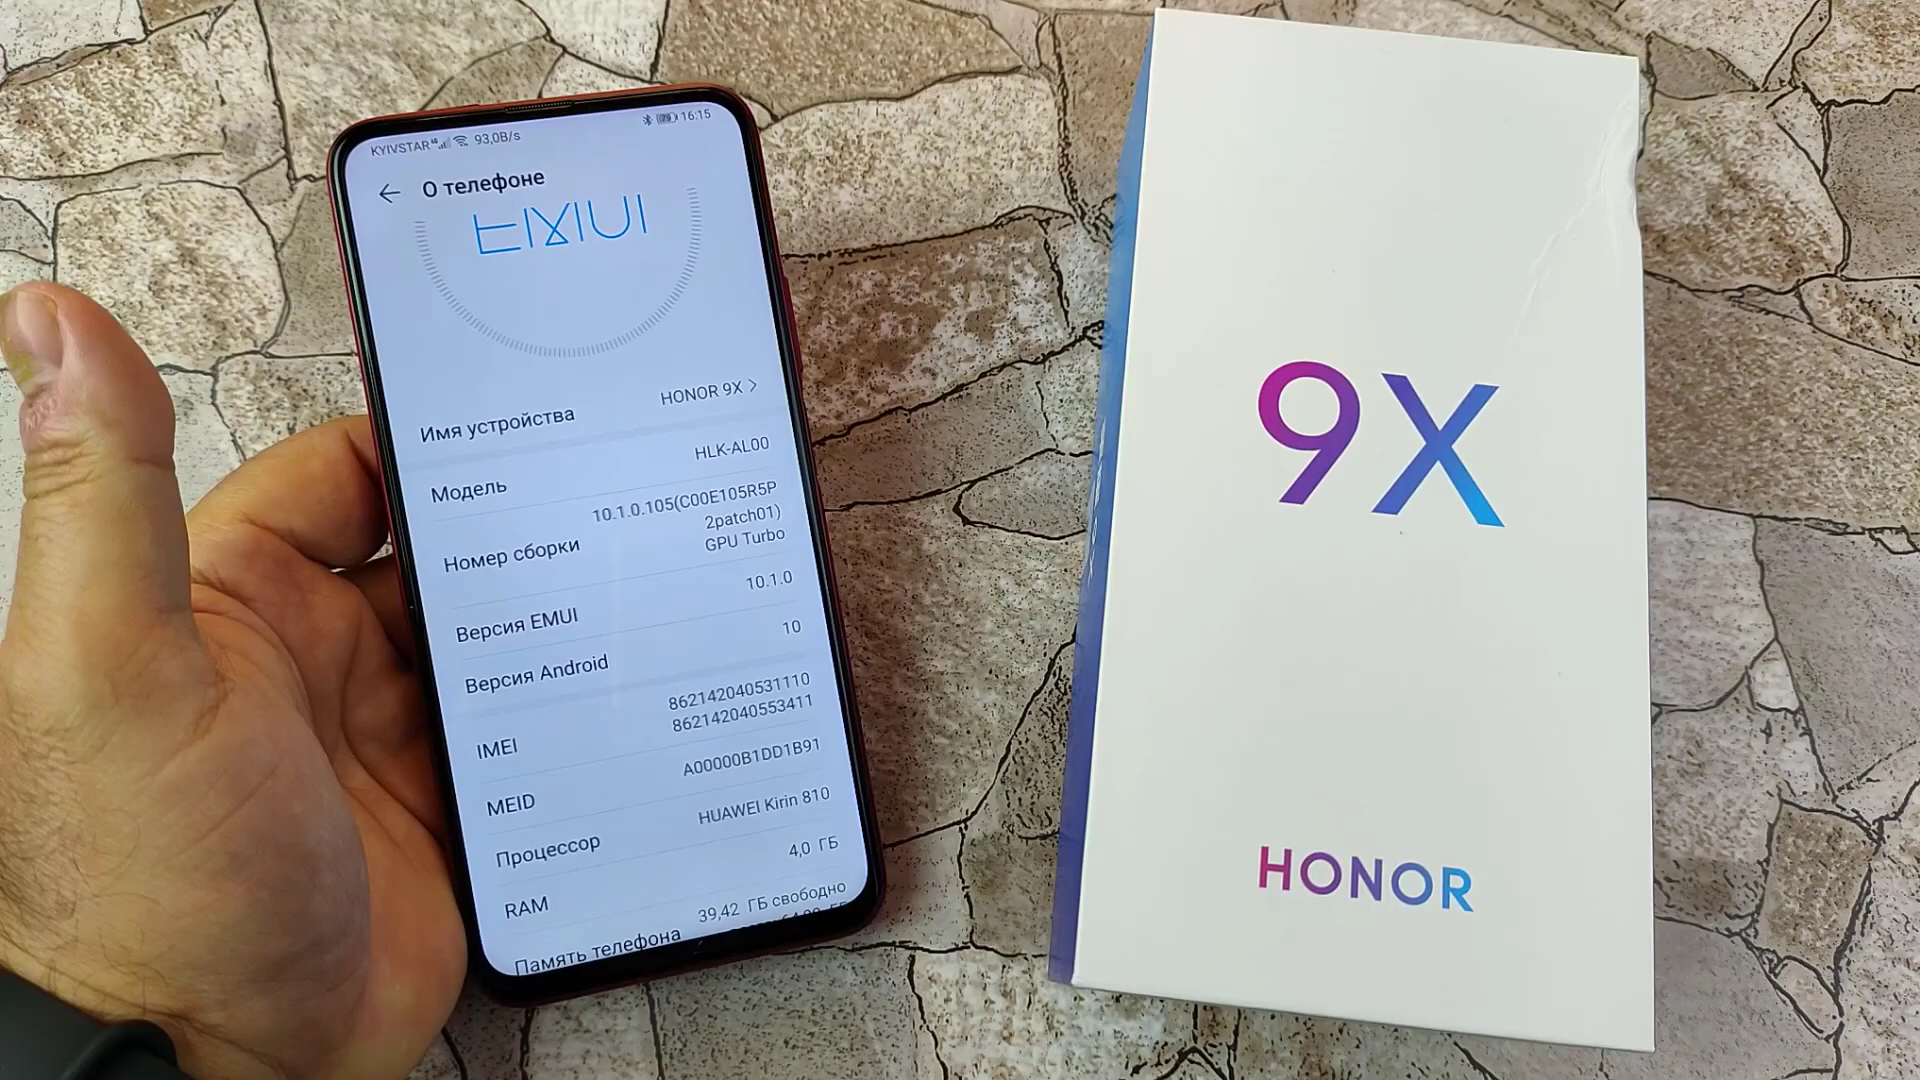 KYIVSTAR 93,0B/s 16:15
О телефоне
EMUI
Имя устройства HONOR 9X
Модель HLK-AL00
Номер сборки 10.1.0.105(C00E105R5P
2patch01)
GPU Turbo
Версия EMUI 10.1.0
Версия Android 10
IMEI 862142040531110
862142040553411
MEID A00000B1DD1B91
Процессор HUAWEI Kirin 810
RAM 4,0 ГБ
Память телефона 39,42 ГБ свободно
9X
HONOR